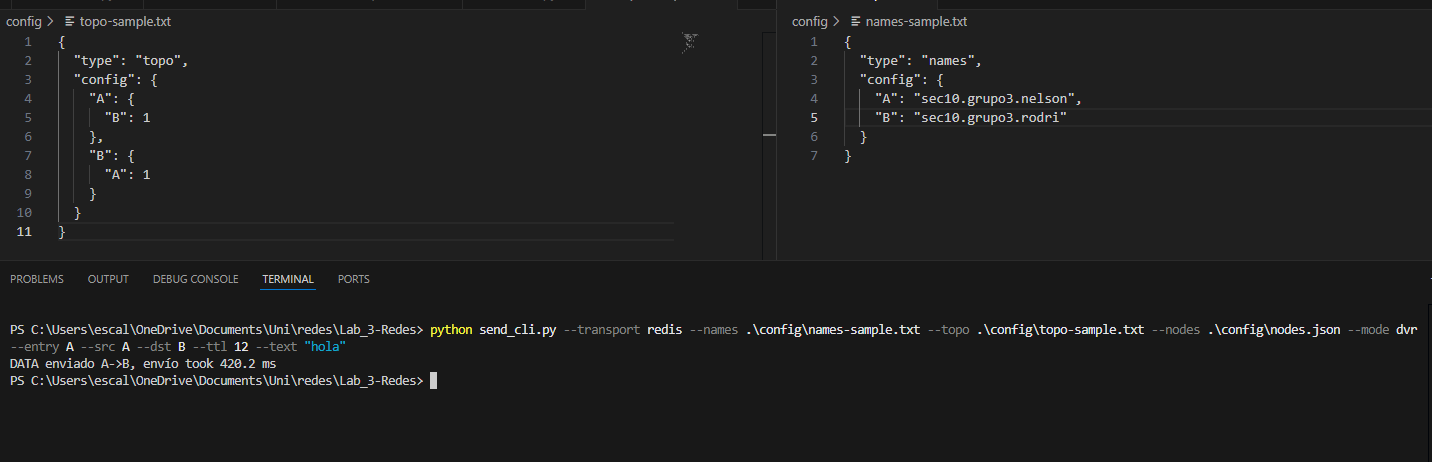 config > topo-sample.txt
1 {
2 "type": "topo",
3 "config": {
4 "A": {
5 "B": 1
6 },
7 "B": {
8 "A": 1
9 }
10 }
11 }
config > names-sample.txt
1 {
2 "type": "names",
3 "config": {
4 "A": "sec10.grupo3.nelson",
5 "B": "sec10.grupo3.rodri"
6 }
7 }
PROBLEMS OUTPUT DEBUG CONSOLE TERMINAL PORTS
PS C:\Users\escal\OneDrive\Documents\Uni\redes\Lab_3-Redes> python send_cli.py --transport redis --names .\config\names-sample.txt --topo .\config\topo-sample.txt --nodes .\config\nodes.json --mode dvr
--entry A --src A --dst B --ttl 12 --text "hola"
DATA enviado A->B, envío took 420.2 ms
PS C:\Users\escal\OneDrive\Documents\Uni\redes\Lab_3-Redes>